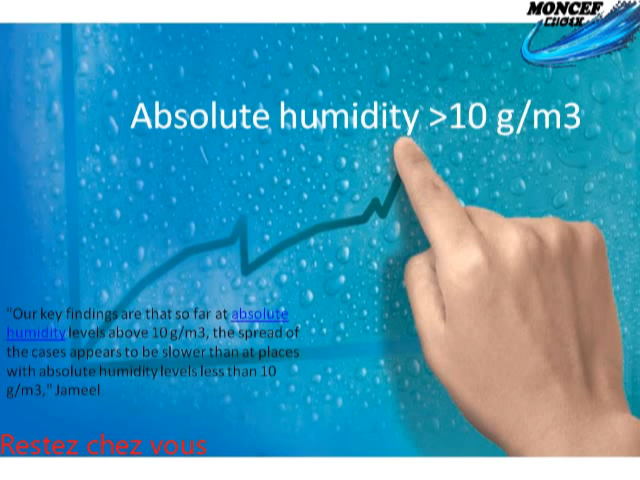 MONCEF
Absolute humidity >10 g/m3
"Our key findings are that so far at absolute
humidity levels above 10 g/m3, the spread of
the cases appears to be slower than at places
with absolute humidity levels less than 10
g/m3," Jameel
Restez chez vous